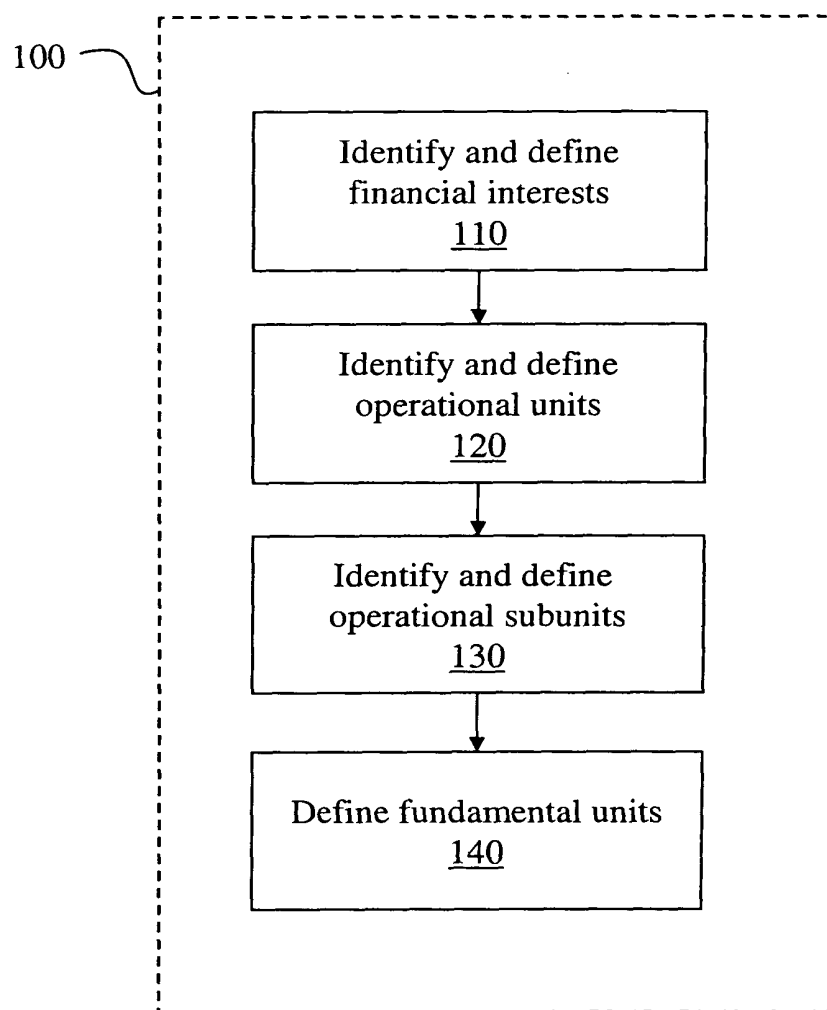 100
Identify and define
financial interests
110
Identify and define
operational units
120
Identify and define
operational subunits
130
Define fundamental units
140